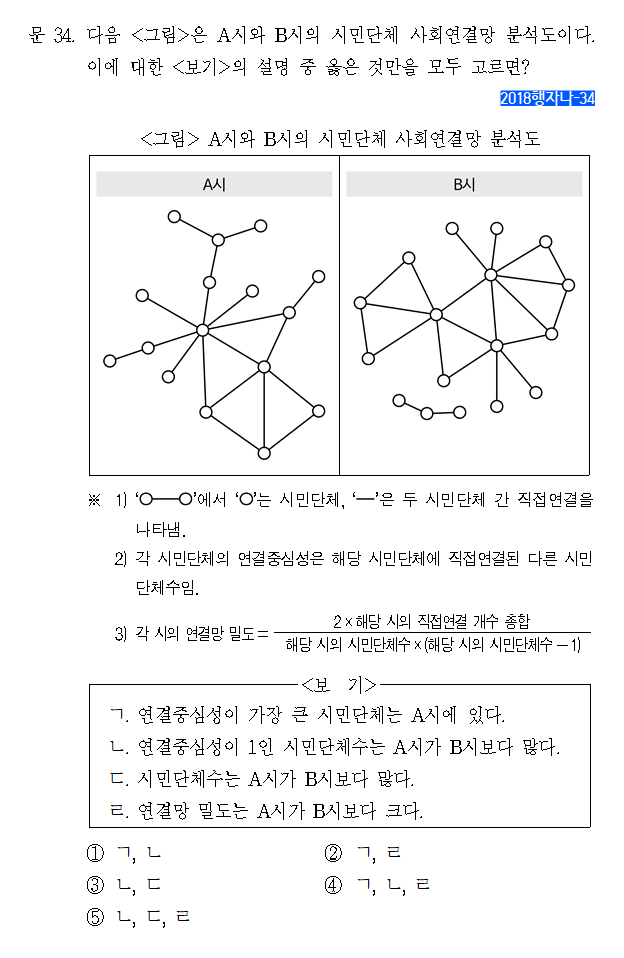 문 34. 다음 <그림>은 A시와 B시의 시민단체 사회연결망 분석도이다.
이에 대한 <보기>의 설명 중 옳은 것만을 모두 고르면?
2018행자나-34
<그림> A시와 B시의 시민단체 사회연결망 분석도
A시
B시
※ 1) ‘○─○’에서 ‘○’는 시민단체, ‘─’은 두 시민단체 간 직접연결을
나타냄.
2) 각 시민단체의 연결중심성은 해당 시민단체에 직접연결된 다른 시민
단체수임.
3) 각 시의 연결망 밀도= 2×해당 시의 직접연결 개수 총합
해당 시의 시민단체수×(해당 시의 시민단체수－1)
<보 기>
ㄱ. 연결중심성이 가장 큰 시민단체는 A시에 있다.
ㄴ. 연결중심성이 1인 시민단체수는 A시가 B시보다 많다.
ㄷ. 시민단체수는 A시가 B시보다 많다.
ㄹ. 연결망 밀도는 A시가 B시보다 크다.
① ㄱ, ㄴ
② ㄱ, ㄹ
③ ㄴ, ㄷ
④ ㄱ, ㄴ, ㄹ
⑤ ㄴ, ㄷ, ㄹ